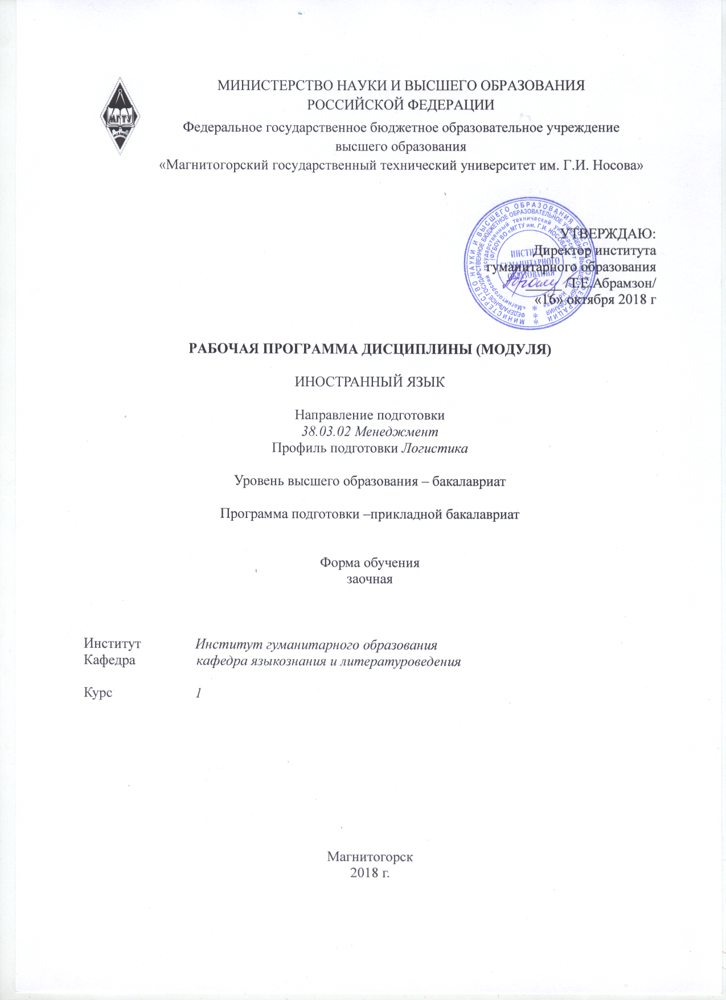 МИНИСТЕРСТВО НАУКИ И ВЫСШЕГО ОБРАЗОВАНИЯ
РОССИЙСКОЙ ФЕДЕРАЦИИ
Федеральное государственное бюджетное образовательное учреждение
высшего образования
«Магнитогорский государственный технический университет им. Г.И. Носова»
МГТУ
УТВЕРЖДАЮ:
Директор института
гуманитарного образования
/Т.Е.Абрамзон/
«16» октября 2018 г
ИНСТИТУТ
ГУМАНИТАРНОГО
ОБРАЗОВАНИЯ
РАБОЧАЯ ПРОГРАММА ДИСЦИПЛИНЫ (МОДУЛЯ)
ИНОСТРАННЫЙ ЯЗЫК
Направление подготовки
38.03.02 Менеджмент
Профиль подготовки Логистика
Уровень высшего образования – бакалавриат
Программа подготовки –прикладной бакалавриат
Форма обучения
заочная
Институт Институт гуманитарного образования
Кафедра кафедра языкознания и литературоведения
Курс 1
Магнитогорск
2018 г.